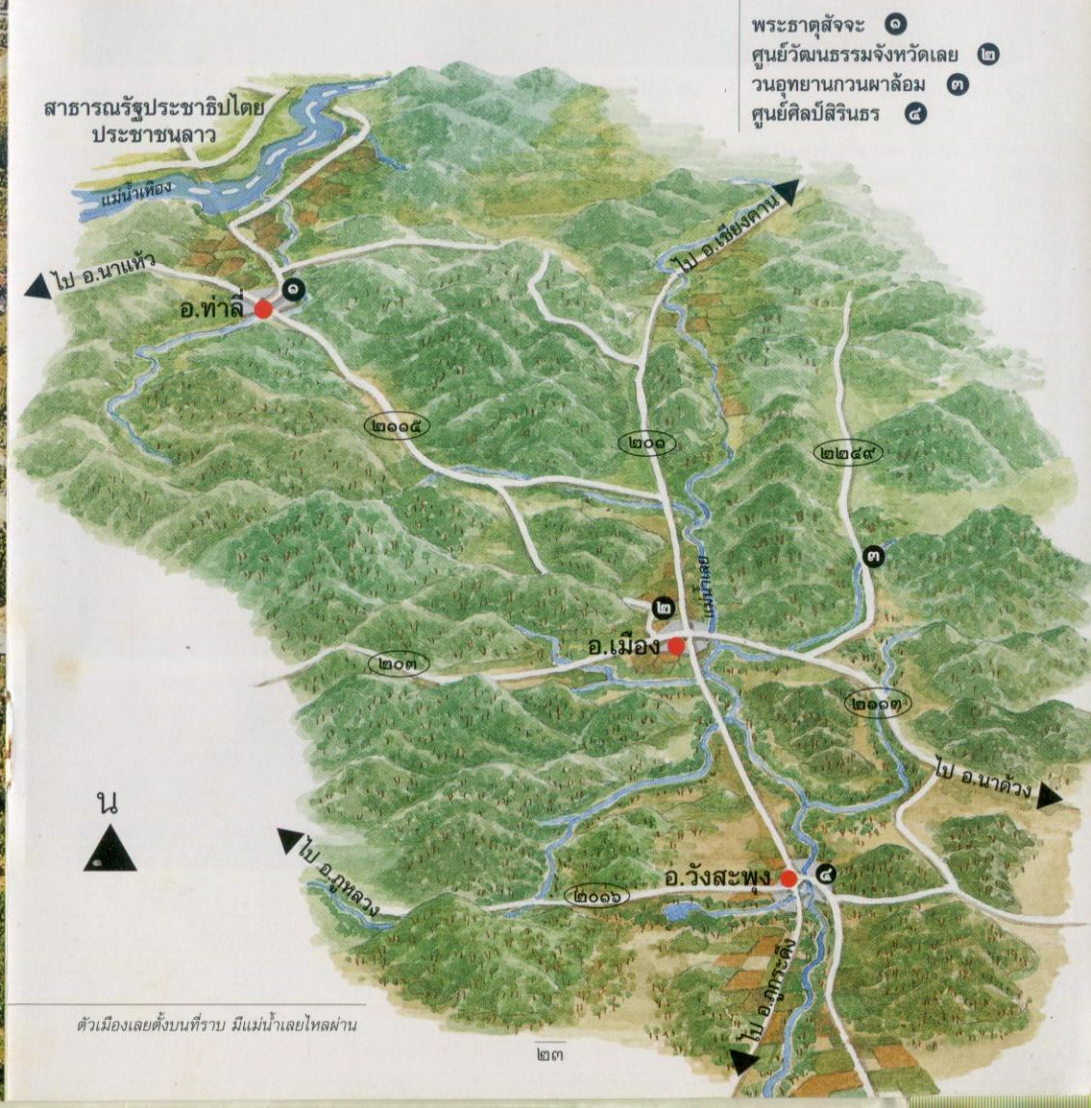 พระธาตุสัจจะ ๑
ศูนย์วัฒนธรรมจังหวัดเลย ๒
วนอุทยานกวนผาล้อม ๓
ศูนย์ศิลป์สิรินธร ๔
สาธารณรัฐประชาธิปไตย
ประชาชนลาว
แม่น้ำเหือง
ไป อ.เชียงคาน
ไป อ.นาแห้ว
๑
อ.ท่าลี่
๒๑๑๕
๒๐๑
๒๒๔๙
๓
แม่น้ำเลย
๒
อ.เมือง
๒๐๓
๒๑๑๓
ไป อ.นาด้วง
น
ไป อ.ภูหลวง
อ.วังสะพุง ๔
๒๐๑๖
ไป อ.ภูกระดึง
ตัวเมืองเลยตั้งบนที่ราบ มีแม่น้ำเลยไหลผ่าน
๒๓